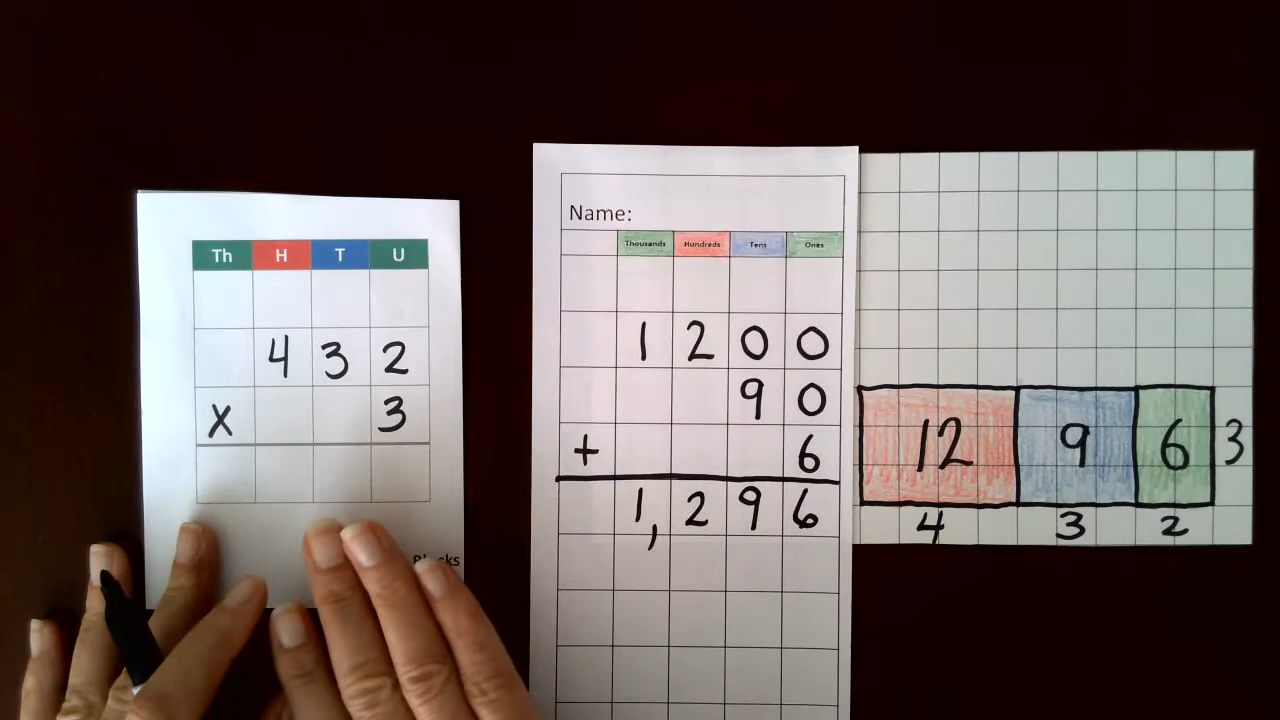 Th H T U
4 3 2
X 3
Name:
Thousands Hundreds Tens Ones
1 2 0 0
9 0
+ 6
1, 2 9 6
12 9 6 3
4 3 2